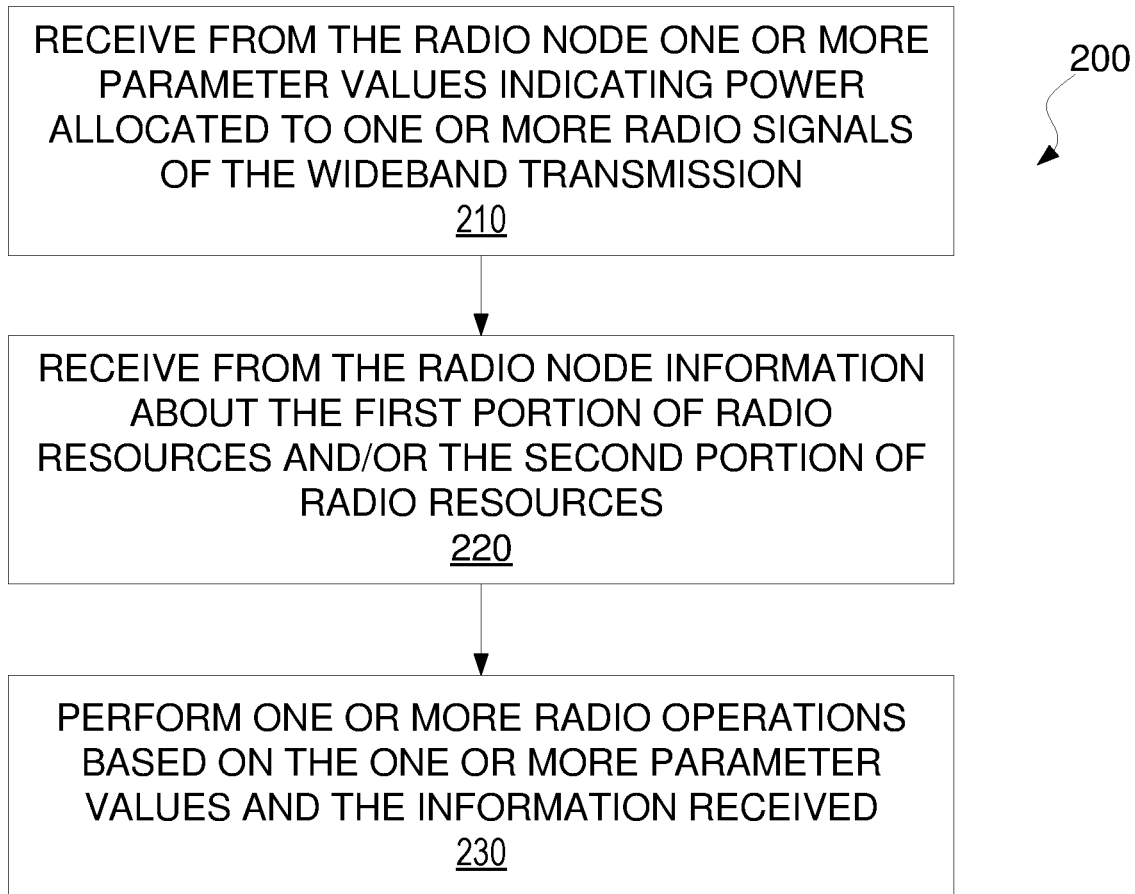 RECEIVE FROM THE RADIO NODE ONE OR MORE
PARAMETER VALUES INDICATING POWER
ALLOCATED TO ONE OR MORE RADIO SIGNALS
OF THE WIDEBAND TRANSMISSION
210
200
RECEIVE FROM THE RADIO NODE INFORMATION
ABOUT THE FIRST PORTION OF RADIO
RESOURCES AND/OR THE SECOND PORTION OF
RADIO RESOURCES
220
PERFORM ONE OR MORE RADIO OPERATIONS
BASED ON THE ONE OR MORE PARAMETER
VALUES AND THE INFORMATION RECEIVED
230